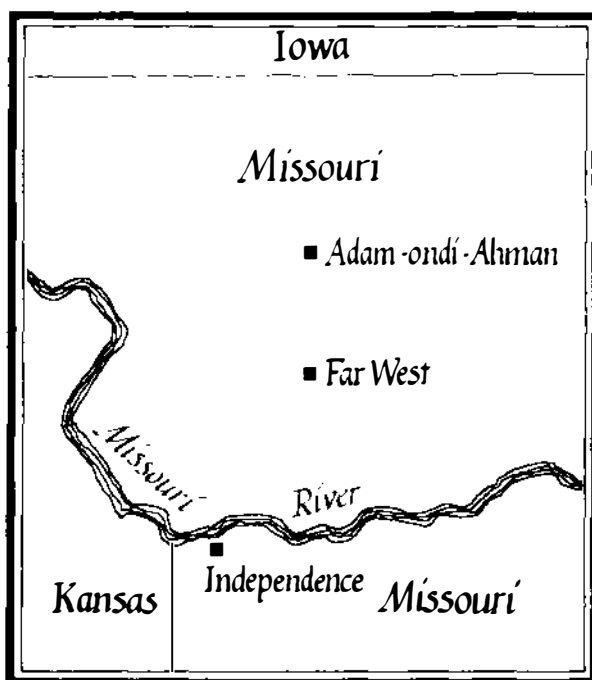 Iowa
Missouri
Adam-ondi-Ahman
Far West
Missouri River
Independence
Kansas
Missouri